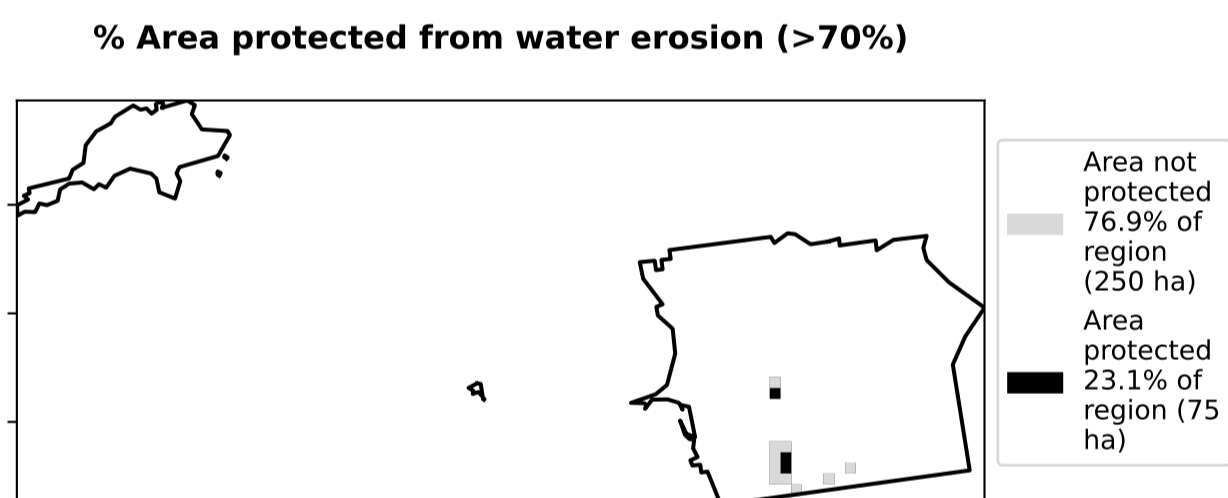 % Area protected from water erosion (>70%)
Area not
protected
76.9% of
region
(250 ha)
Area
protected
23.1% of
region (75
ha)